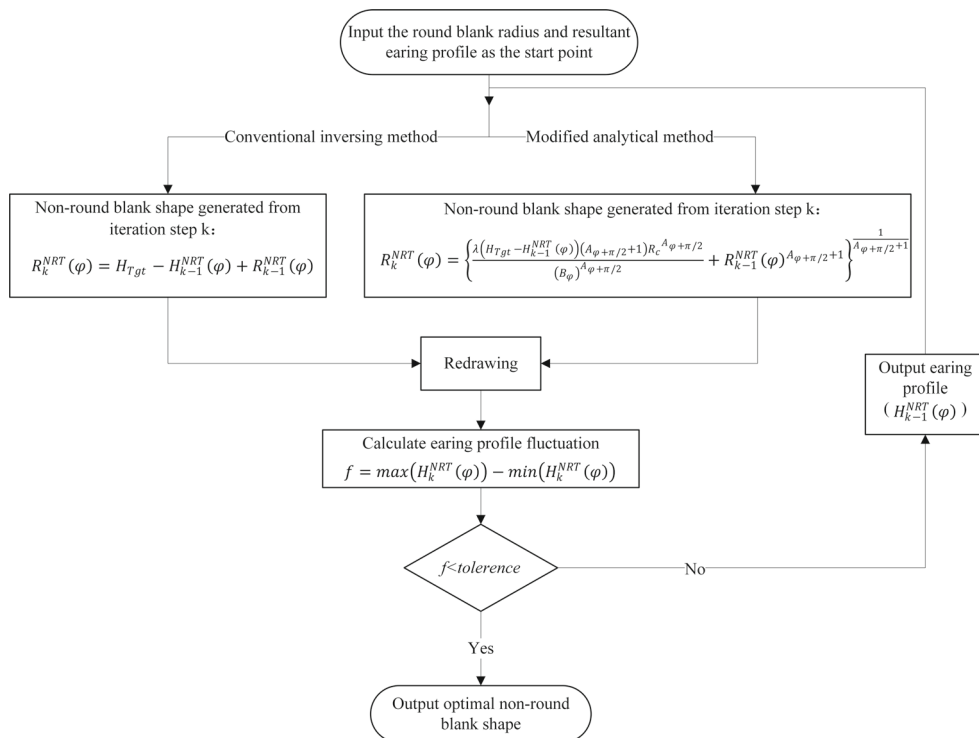 Input the round blank radius and resultant
earing profile as the start point
Conventional inversing method
Modified analytical method
Non-round blank shape generated from
iteration step k:
R_k^{NRT}(φ) = H_{Tgt} − H_{k−1}^{NRT}(φ) + R_{k−1}^{NRT}(φ)
Non-round blank shape generated from iteration step k:
R_k^{NRT}(φ) = {\frac{λ(H_{Tgt} − H_{k−1}^{NRT}(φ))(A_{φ+π/2}+1)R_c^{A_{φ+π/2}}}{(B_φ)^{A_{φ+π/2}}} + R_{k−1}^{NRT}(φ)^{A_{φ+π/2}+1}}^{\frac{1}{A_{φ+π/2}+1}}
Redrawing
Output earing
profile
( H_{k−1}^{NRT}(φ) )
Calculate earing profile fluctuation
f = max(H_k^{NRT}(φ)) − min(H_k^{NRT}(φ))
f<tolerence
No
Yes
Output optimal non-round
blank shape